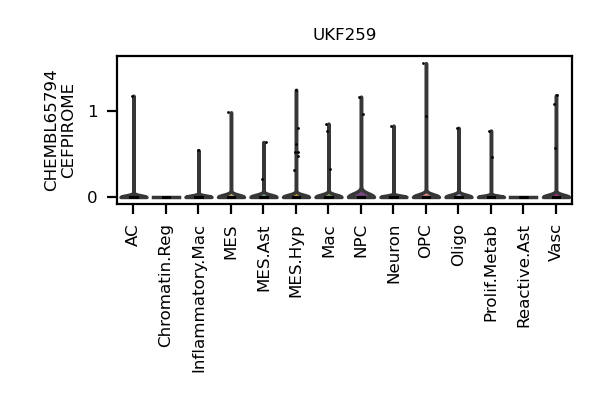 UKF259
CHEMBL65794
CEFPIROME
1
0
AC
Chromatin.Reg
Inflammatory.Mac
MES
MES.Ast
MES.Hyp
Mac
NPC
Neuron
OPC
Oligo
Prolif.Metab
Reactive.Ast
Vasc